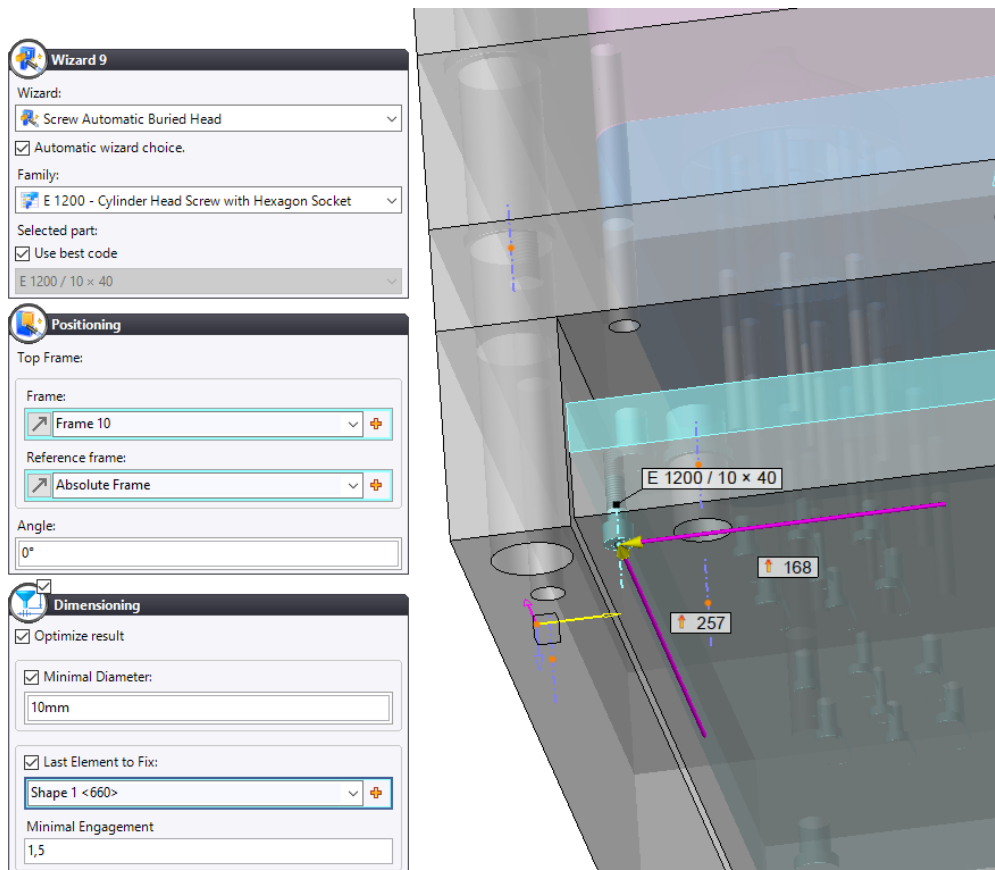 Wizard 9
Wizard:
Screw Automatic Buried Head
Automatic wizard choice.
Family:
E 1200 - Cylinder Head Screw with Hexagon Socket
Selected part:
Use best code
E 1200 / 10 × 40
Positioning
Top Frame:
Frame:
Frame 10
Reference frame:
Absolute Frame
Angle:
0°
Dimensioning
Optimize result
Minimal Diameter:
10mm
Last Element to Fix:
Shape 1 <660>
Minimal Engagement
1,5
E 1200 / 10 × 40
168
257